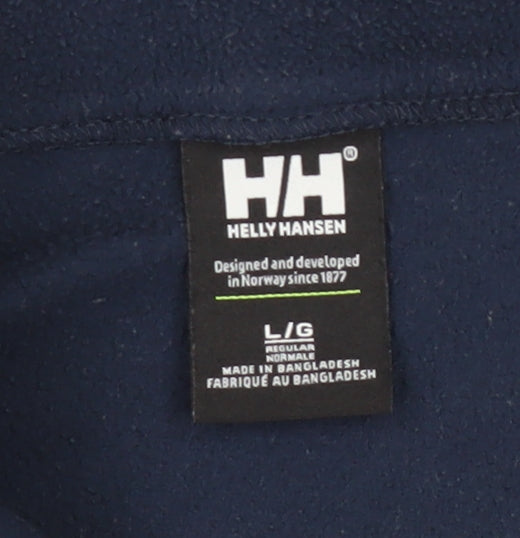 HH®
HELLY HANSEN
Designed and developed
in Norway since 1877
L/G
REGULAR
NORMALE
MADE IN BANGLADESH
FABRIQUÉ AU BANGLADESH